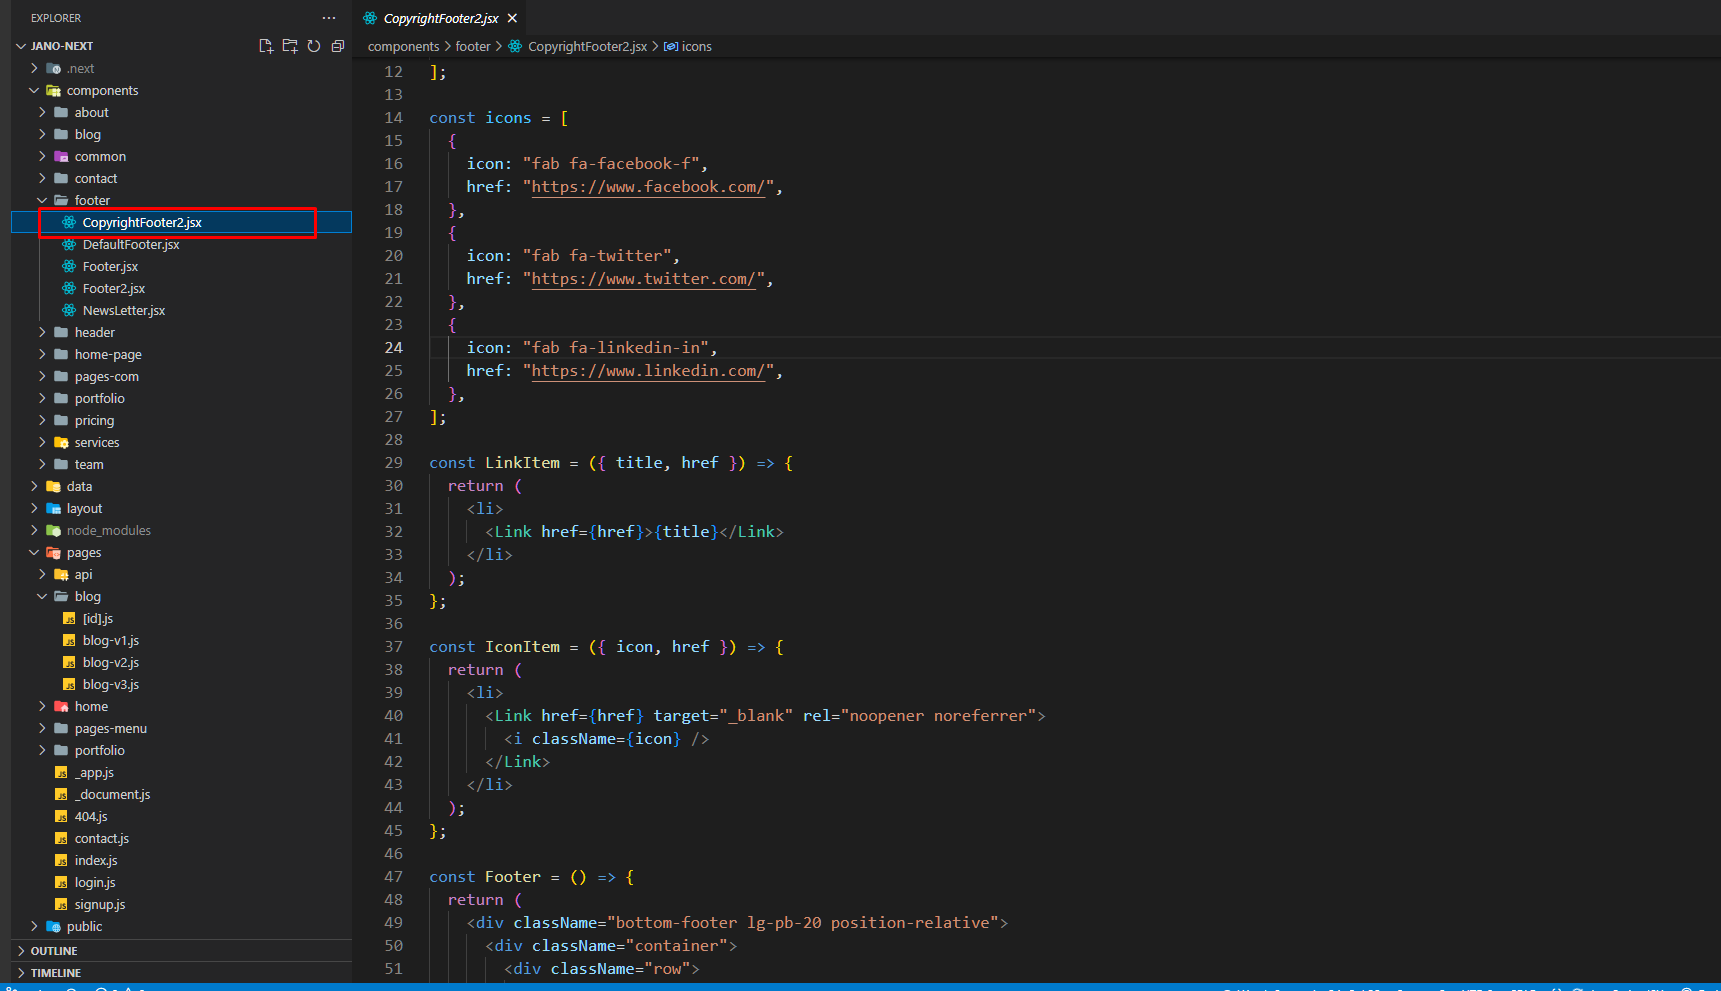 EXPLORER
JANO-NEXT
.next
components
about
blog
common
contact
footer
CopyrightFooter2.jsx
DefaultFooter.jsx
Footer.jsx
Footer2.jsx
NewsLetter.jsx
header
home-page
pages-com
portfolio
pricing
services
team
data
layout
node_modules
pages
api
blog
[id].js
blog-v1.js
blog-v2.js
blog-v3.js
home
pages-menu
portfolio
_app.js
_document.js
404.js
contact.js
index.js
login.js
signup.js
public
OUTLINE
TIMELINE
CopyrightFooter2.jsx
components > footer > CopyrightFooter2.jsx > icons
12 ];
13
14 const icons = [
15 {
16 icon: "fab fa-facebook-f",
17 href: "https://www.facebook.com/",
18 },
19 {
20 icon: "fab fa-twitter",
21 href: "https://www.twitter.com/",
22 },
23 {
24 icon: "fab fa-linkedin-in",
25 href: "https://www.linkedin.com/",
26 },
27 ];
28
29 const LinkItem = ({ title, href }) => {
30 return (
31 <li>
32 <Link href={href}>{title}</Link>
33 </li>
34 );
35 };
36
37 const IconItem = ({ icon, href }) => {
38 return (
39 <li>
40 <Link href={href} target="_blank" rel="noopener noreferrer">
41 <i className={icon} />
42 </Link>
43 </li>
44 );
45 };
46
47 const Footer = () => {
48 return (
49 <div className="bottom-footer lg-pb-20 position-relative">
50 <div className="container">
51 <div className="row">